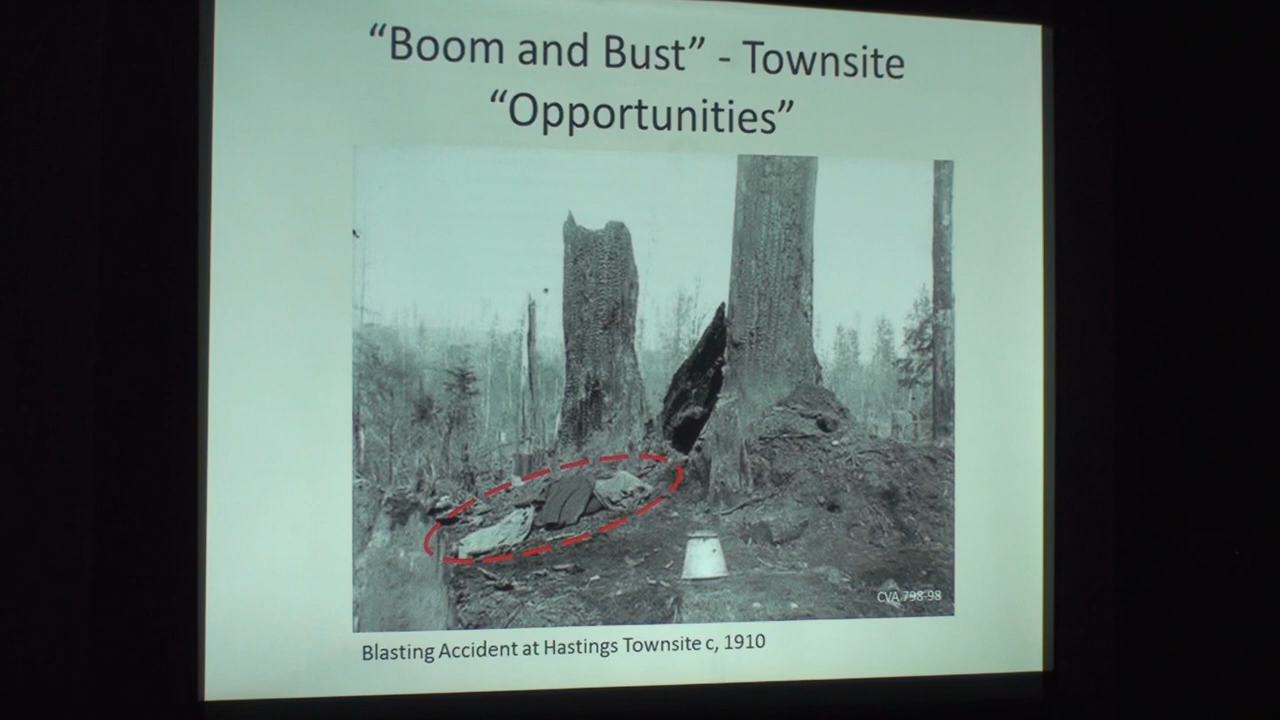 “Boom and Bust” - Townsite
“Opportunities”
CVA 798-98
Blasting Accident at Hastings Townsite c, 1910